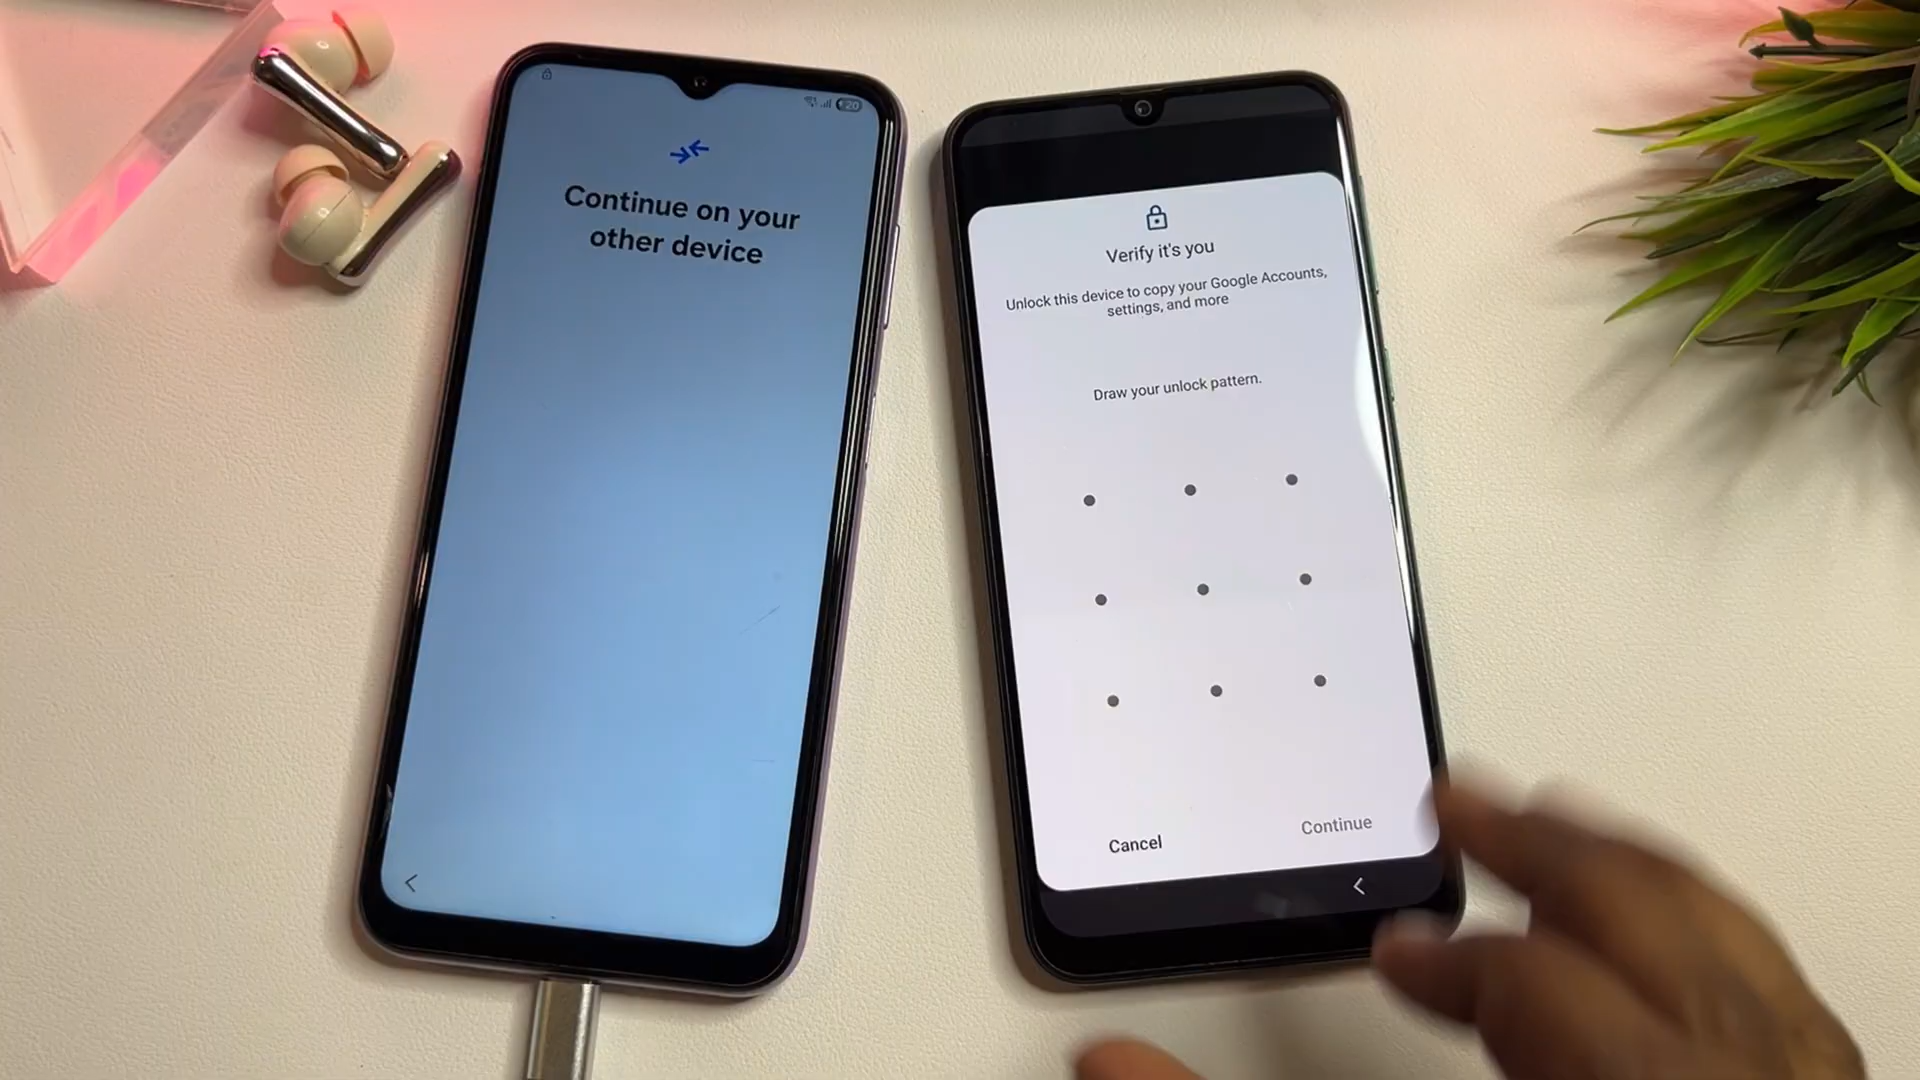 20
Continue on your
other device
Verify it's you
Unlock this device to copy your Google Accounts,
settings, and more
Draw your unlock pattern.
Cancel
Continue